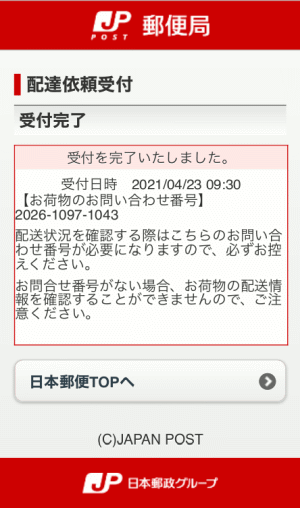 JP
POST
郵便局
配達依頼受付
受付完了
受付を完了いたしました。
受付日時　2021/04/23 09:30
【お荷物のお問い合わせ番号】
2026-1097-1043
配送状況を確認する際はこちらのお問い合
わせ番号が必要になりますので、必ずお控
えください。
お問合せ番号がない場合、お荷物の配送情
報を確認することができませんので、ご注
意ください。
日本郵便TOPへ
(C)JAPAN POST
JP 日本郵政グループ